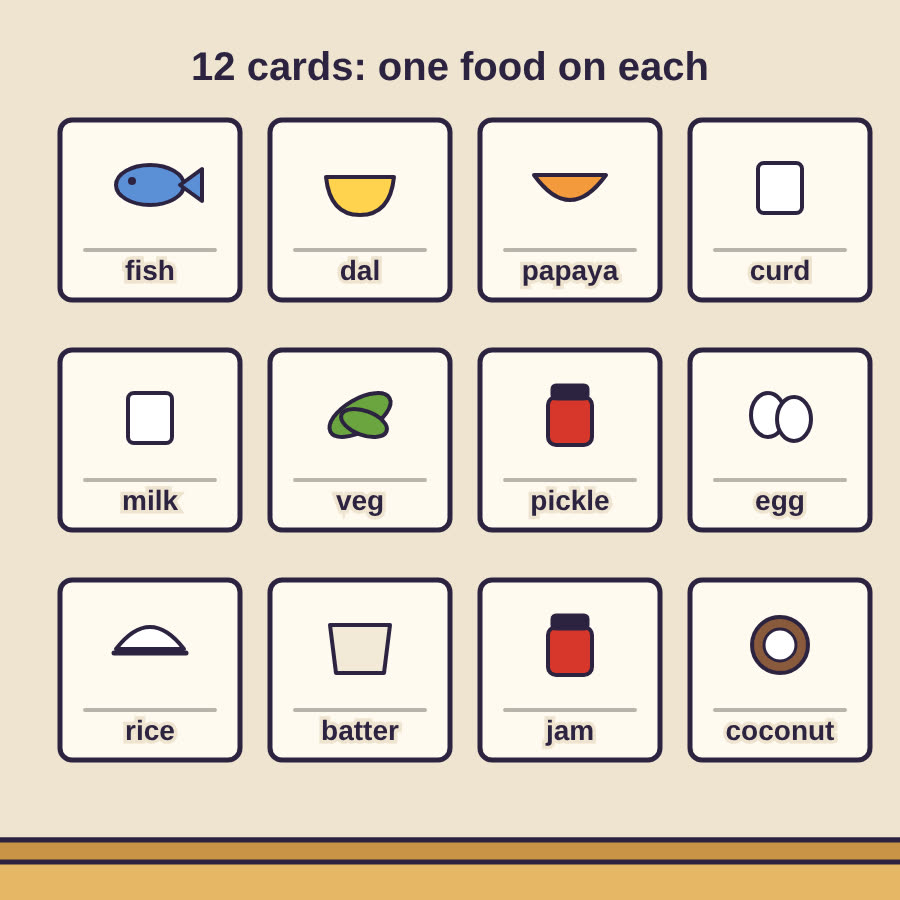 12 cards: one food on each
fish
dal
papaya
curd
milk
veg
pickle
egg
rice
batter
jam
coconut